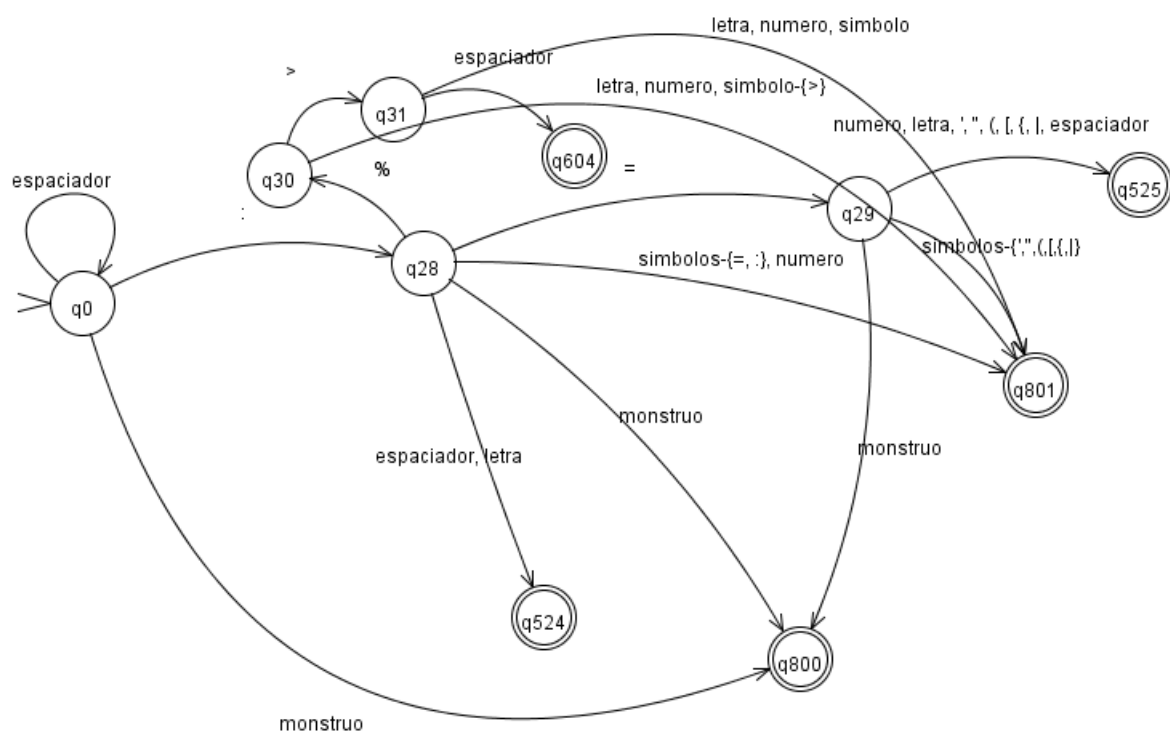 letra, numero, simbolo
espaciador
>
letra, numero, simbolo-{>}
q31
numero, letra, ', ", (, [, {, |, espaciador
q604
%
=
q30
espaciador
q525
:
q29
simbolos-{',",(,[,{,|}
q28
simbolos-{=, :}, numero
q0
q801
monstruo
monstruo
espaciador, letra
q524
q800
monstruo